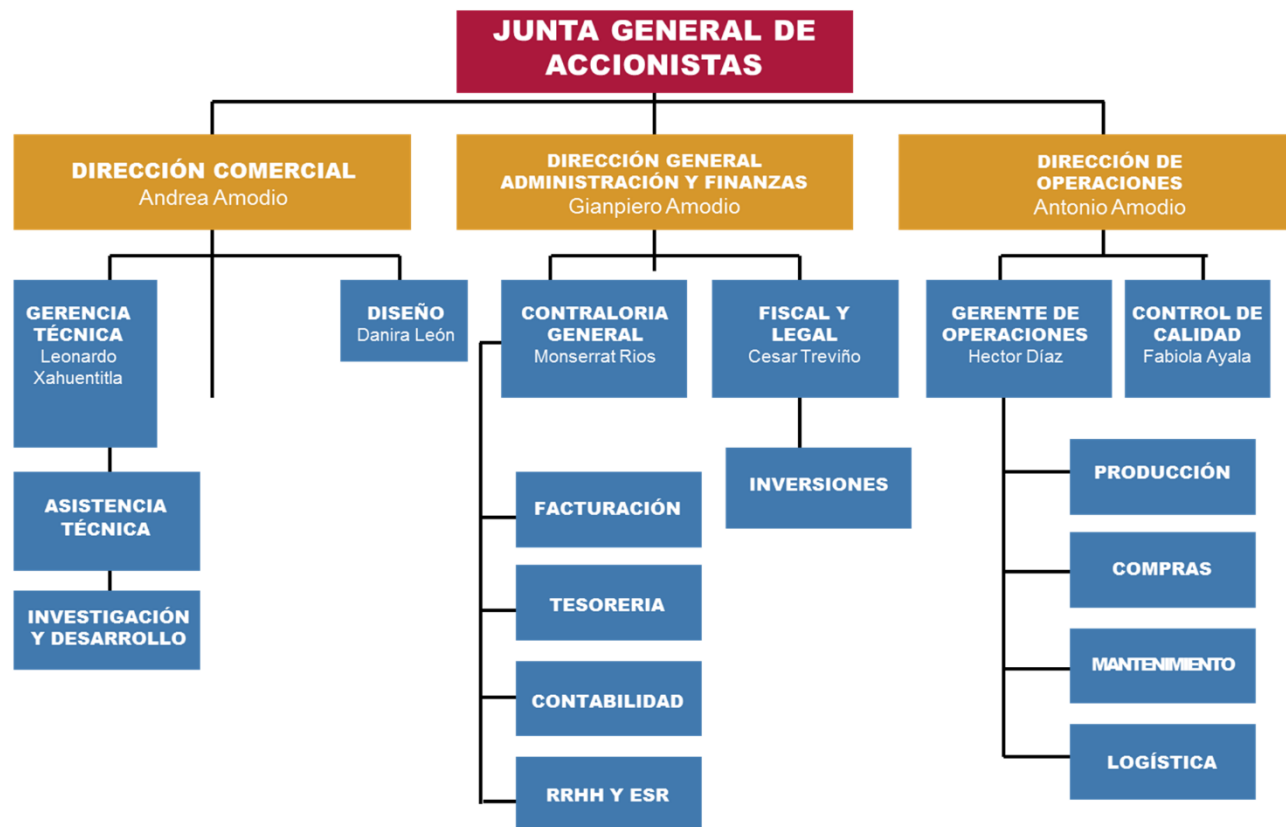 JUNTA GENERAL DE
ACCIONISTAS
DIRECCIÓN COMERCIAL
Andrea Amodio
DIRECCIÓN GENERAL
ADMINISTRACIÓN Y FINANZAS
Gianpiero Amodio
DIRECCIÓN DE
OPERACIONES
Antonio Amodio
GERENCIA
TÉCNICA
Leonardo
Xahuentitla
DISEÑO
Danira León
CONTRALORIA
GENERAL
Monserrat Rios
FISCAL Y
LEGAL
Cesar Treviño
GERENTE DE
OPERACIONES
Hector Díaz
CONTROL DE
CALIDAD
Fabiola Ayala
ASISTENCIA
TÉCNICA
INVESTIGACIÓN
Y DESARROLLO
FACTURACIÓN
TESORERIA
CONTABILIDAD
RRHH Y ESR
INVERSIONES
PRODUCCIÓN
COMPRAS
MANTENIMIENTO
LOGÍSTICA